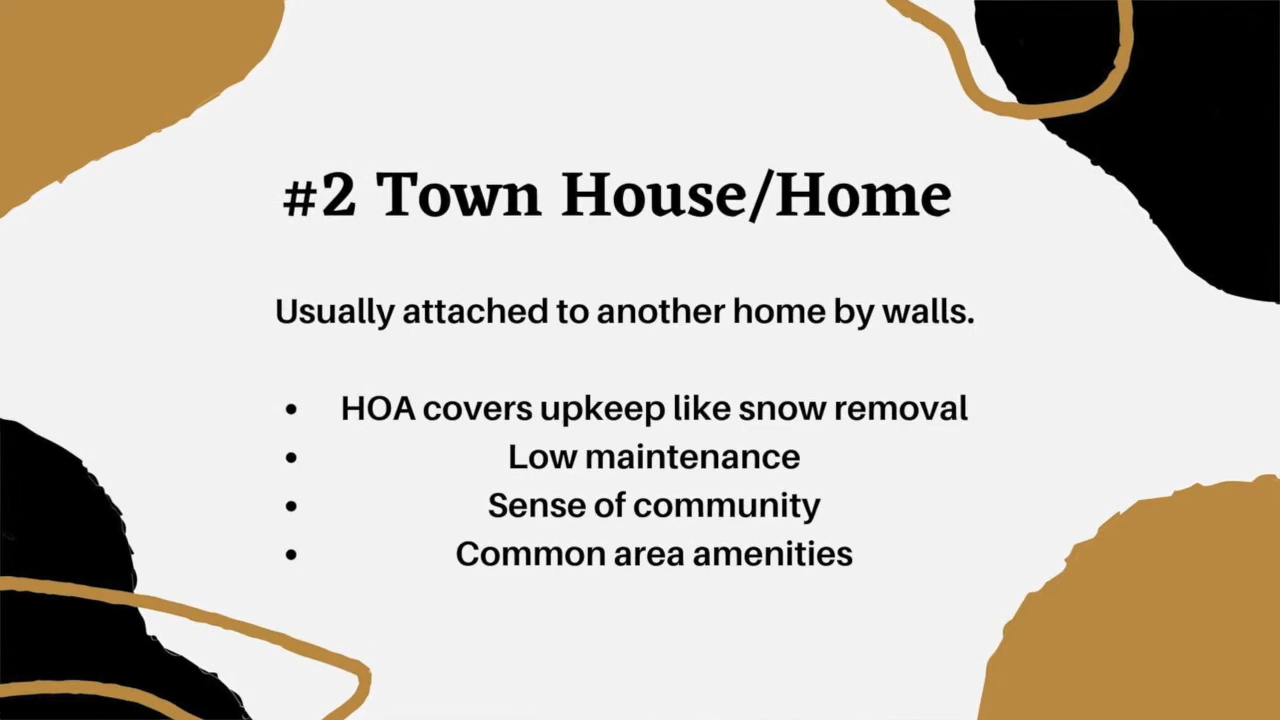 #2 Town House/Home
Usually attached to another home by walls.
• HOA covers upkeep like snow removal
• Low maintenance
• Sense of community
• Common area amenities